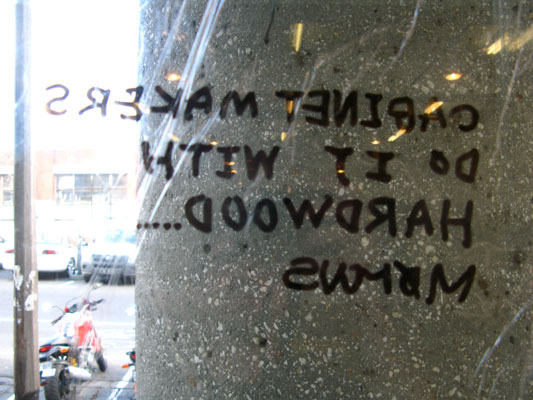 CABINET MAKERS
DO IT WITH
HARDWOOD.....